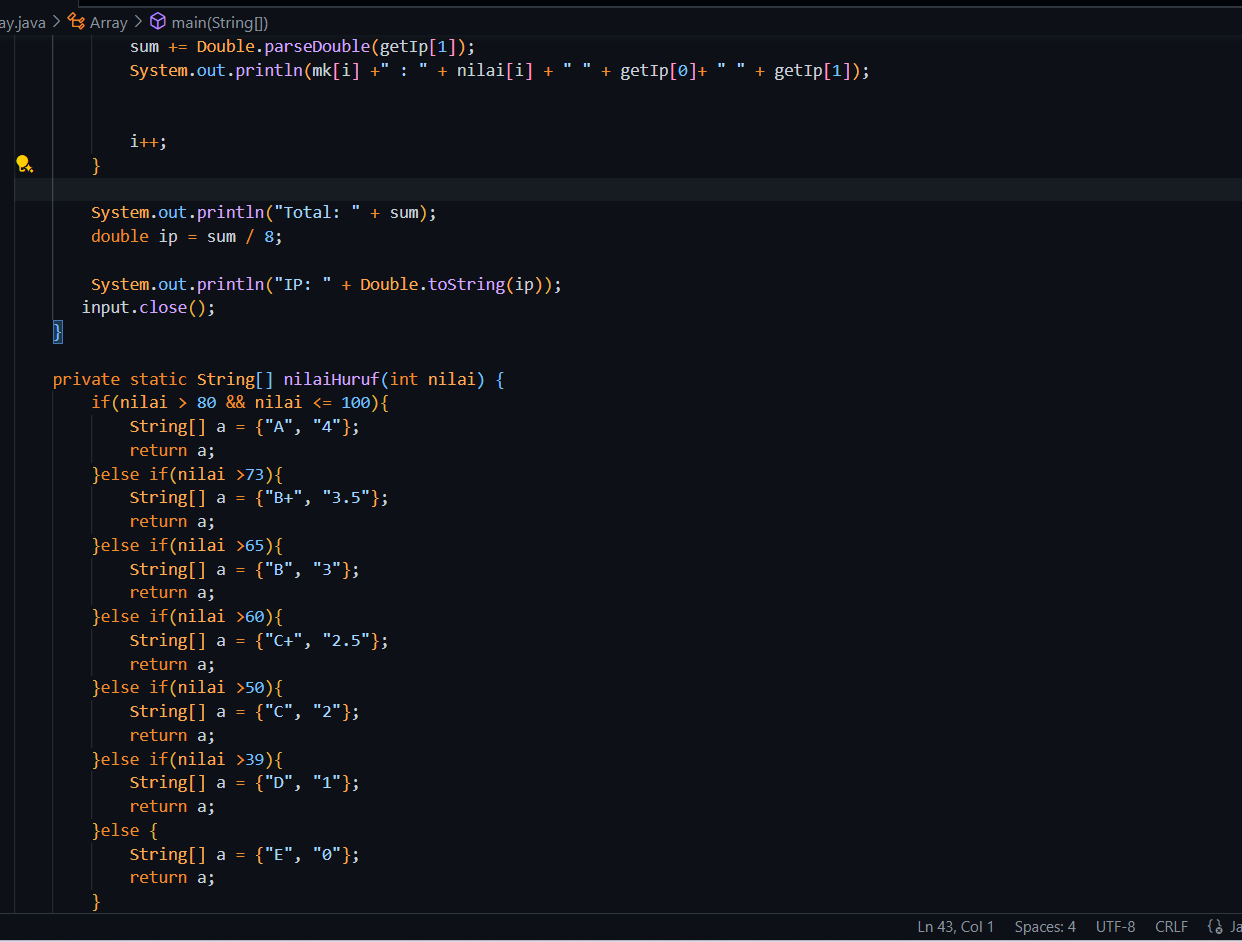 ay.java > Array > main(String[])
sum += Double.parseDouble(getIp[1]);
System.out.println(mk[i] +" : " + nilai[i] + " " + getIp[0]+ " " + getIp[1]);
i++;
}
System.out.println("Total: " + sum);
double ip = sum / 8;
System.out.println("IP: " + Double.toString(ip));
input.close();
}
private static String[] nilaiHuruf(int nilai) {
if(nilai > 80 && nilai <= 100){
String[] a = {"A", "4"};
return a;
}else if(nilai >73){
String[] a = {"B+", "3.5"};
return a;
}else if(nilai >65){
String[] a = {"B", "3"};
return a;
}else if(nilai >60){
String[] a = {"C+", "2.5"};
return a;
}else if(nilai >50){
String[] a = {"C", "2"};
return a;
}else if(nilai >39){
String[] a = {"D", "1"};
return a;
}else {
String[] a = {"E", "0"};
return a;
}
Ln 43, Col 1 Spaces: 4 UTF-8 CRLF {} Ja